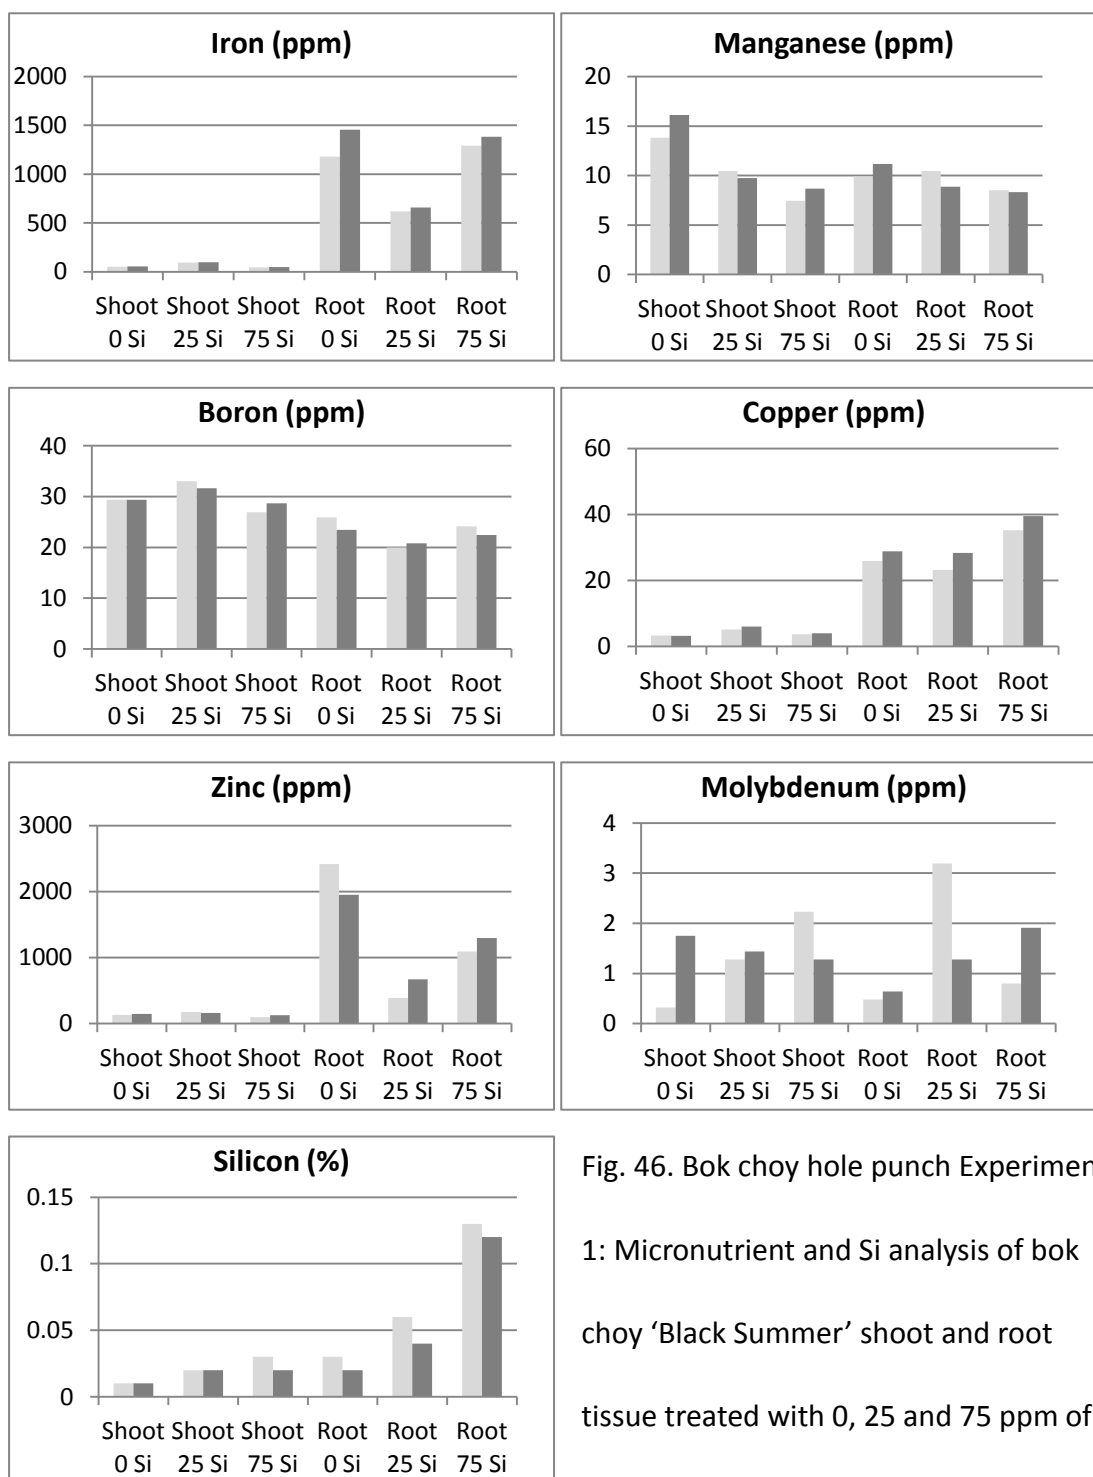 Iron (ppm)
2000
1500
1000
500
0
Shoot Shoot Shoot Root Root Root
0 Si 25 Si 75 Si 0 Si 25 Si 75 Si
Manganese (ppm)
20
15
10
5
0
Shoot Shoot Shoot Root Root Root
0 Si 25 Si 75 Si 0 Si 25 Si 75 Si
Boron (ppm)
40
30
20
10
0
Shoot Shoot Shoot Root Root Root
0 Si 25 Si 75 Si 0 Si 25 Si 75 Si
Copper (ppm)
60
40
20
0
Shoot Shoot Shoot Root Root Root
0 Si 25 Si 75 Si 0 Si 25 Si 75 Si
Zinc (ppm)
3000
2000
1000
0
Shoot Shoot Shoot Root Root Root
0 Si 25 Si 75 Si 0 Si 25 Si 75 Si
Molybdenum (ppm)
4
3
2
1
0
Shoot Shoot Shoot Root Root Root
0 Si 25 Si 75 Si 0 Si 25 Si 75 Si
Silicon (%)
0.15
0.1
0.05
0
Shoot Shoot Shoot Root Root Root
0 Si 25 Si 75 Si 0 Si 25 Si 75 Si
Fig. 46. Bok choy hole punch Experimen
1: Micronutrient and Si analysis of bok
choy ‘Black Summer’ shoot and root
tissue treated with 0, 25 and 75 ppm of